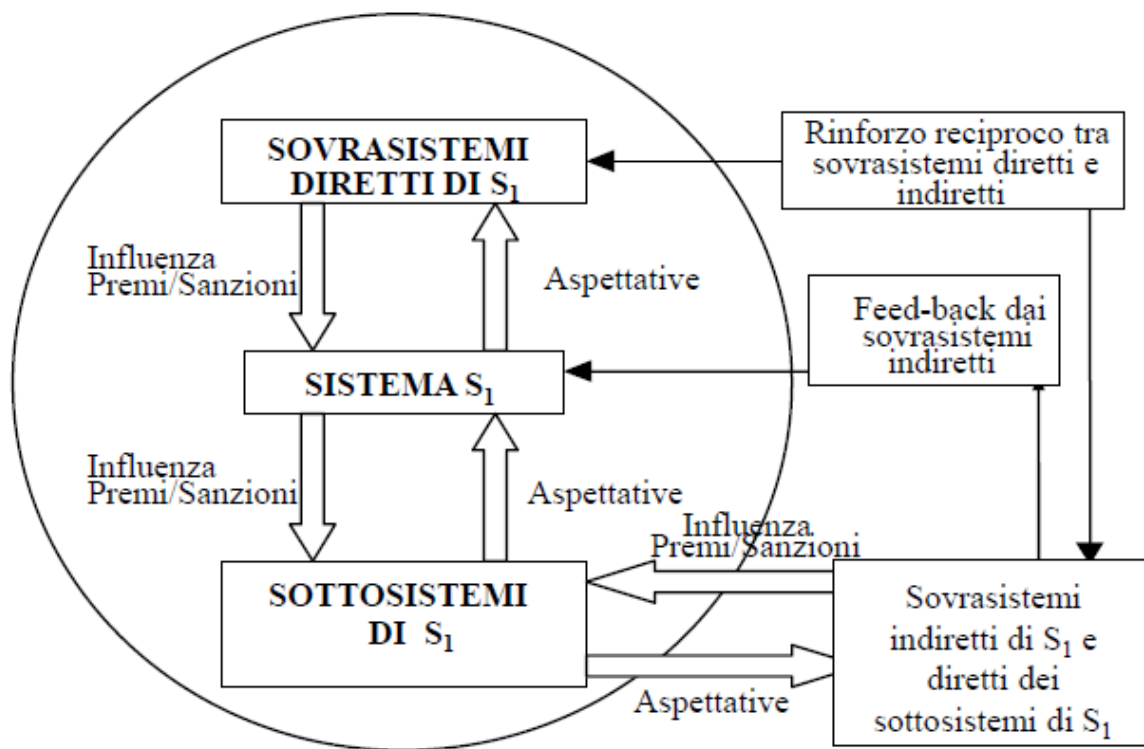 SOVRASISTEMI
DIRETTI DI S1
Rinforzo reciproco tra
sovrasistemi diretti e
indiretti
Influenza
Premi/Sanzioni
Aspettative
Feed-back dai
sovrasistemi
indiretti
SISTEMA S1
Influenza
Premi/Sanzioni
Aspettative
Influenza
Premi/Sanzioni
SOTTOSISTEMI
DI S1
Sovrasistemi
indiretti di S1 e
diretti dei
sottosistemi di S1
Aspettative